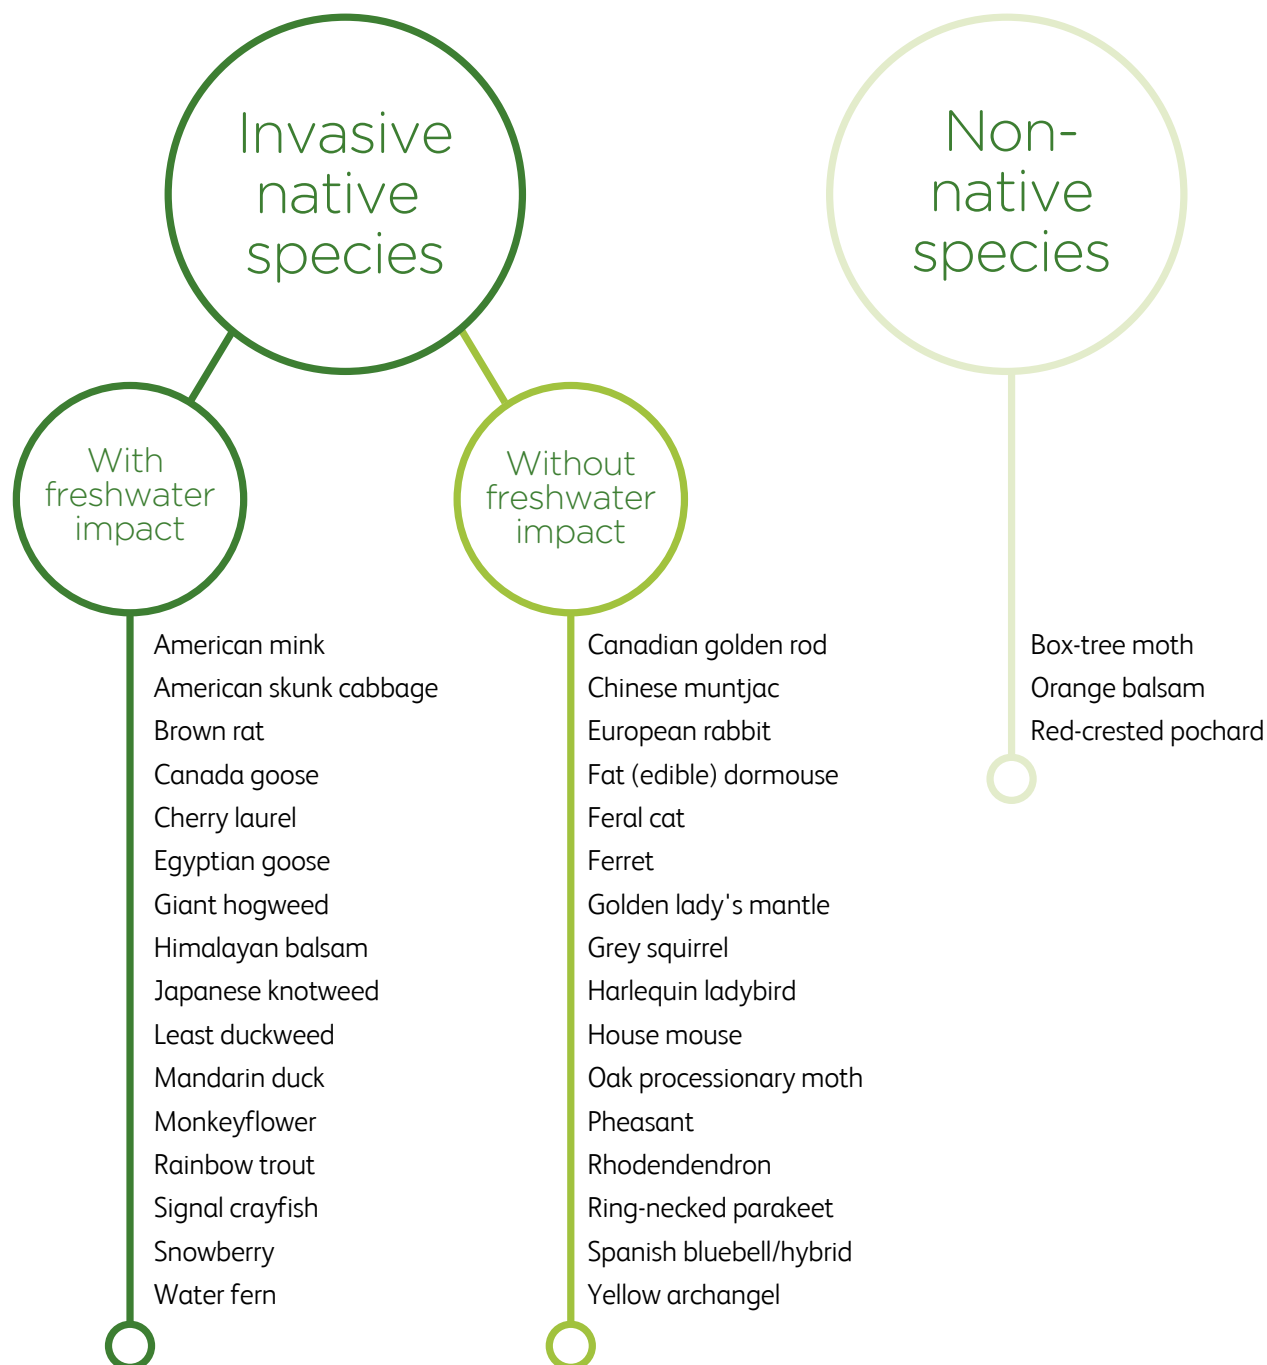 Invasive
native
species
With
freshwater
impact
American mink
American skunk cabbage
Brown rat
Canada goose
Cherry laurel
Egyptian goose
Giant hogweed
Himalayan balsam
Japanese knotweed
Least duckweed
Mandarin duck
Monkeyflower
Rainbow trout
Signal crayfish
Snowberry
Water fern
Without
freshwater
impact
Canadian golden rod
Chinese muntjac
European rabbit
Fat (edible) dormouse
Feral cat
Ferret
Golden lady's mantle
Grey squirrel
Harlequin ladybird
House mouse
Oak processionary moth
Pheasant
Rhodendendron
Ring-necked parakeet
Spanish bluebell/hybrid
Yellow archangel
Non-
native
species
Box-tree moth
Orange balsam
Red-crested pochard